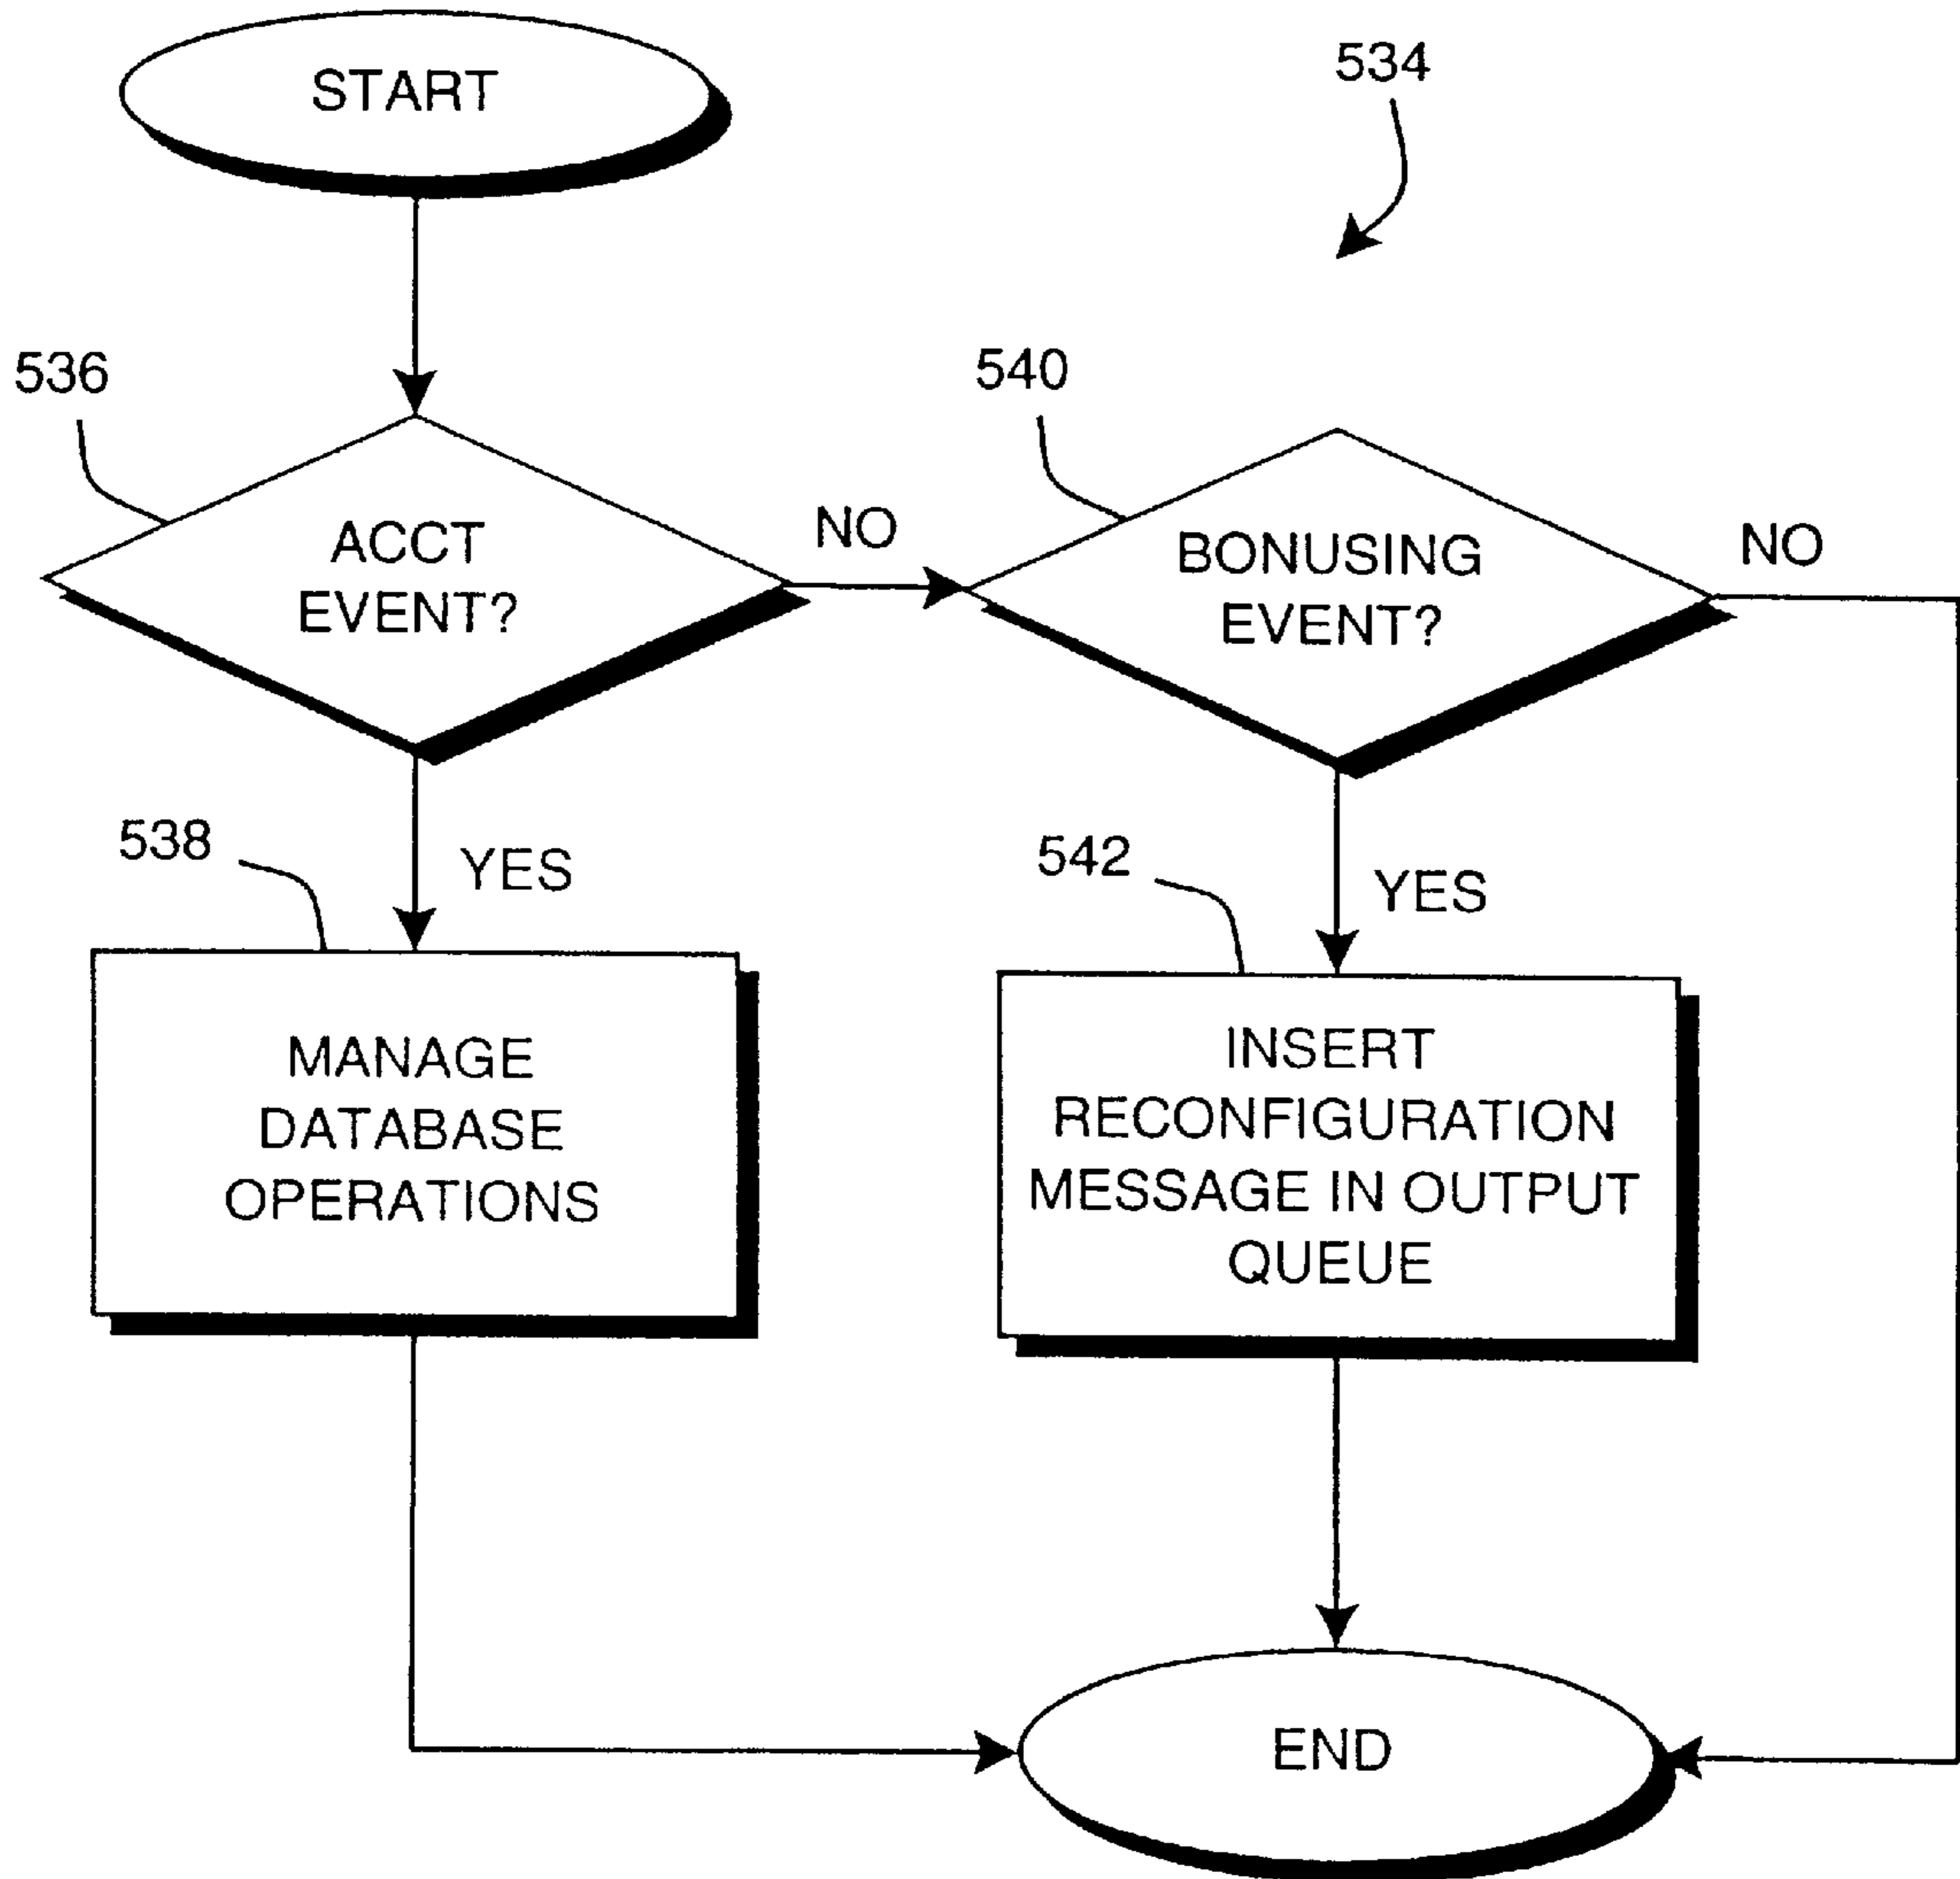 START
534
536
ACCT
EVENT?
NO
540
BONUSING
EVENT?
NO
538
YES
542
YES
MANAGE
DATABASE
OPERATIONS
INSERT
RECONFIGURATION
MESSAGE IN OUTPUT
QUEUE
END